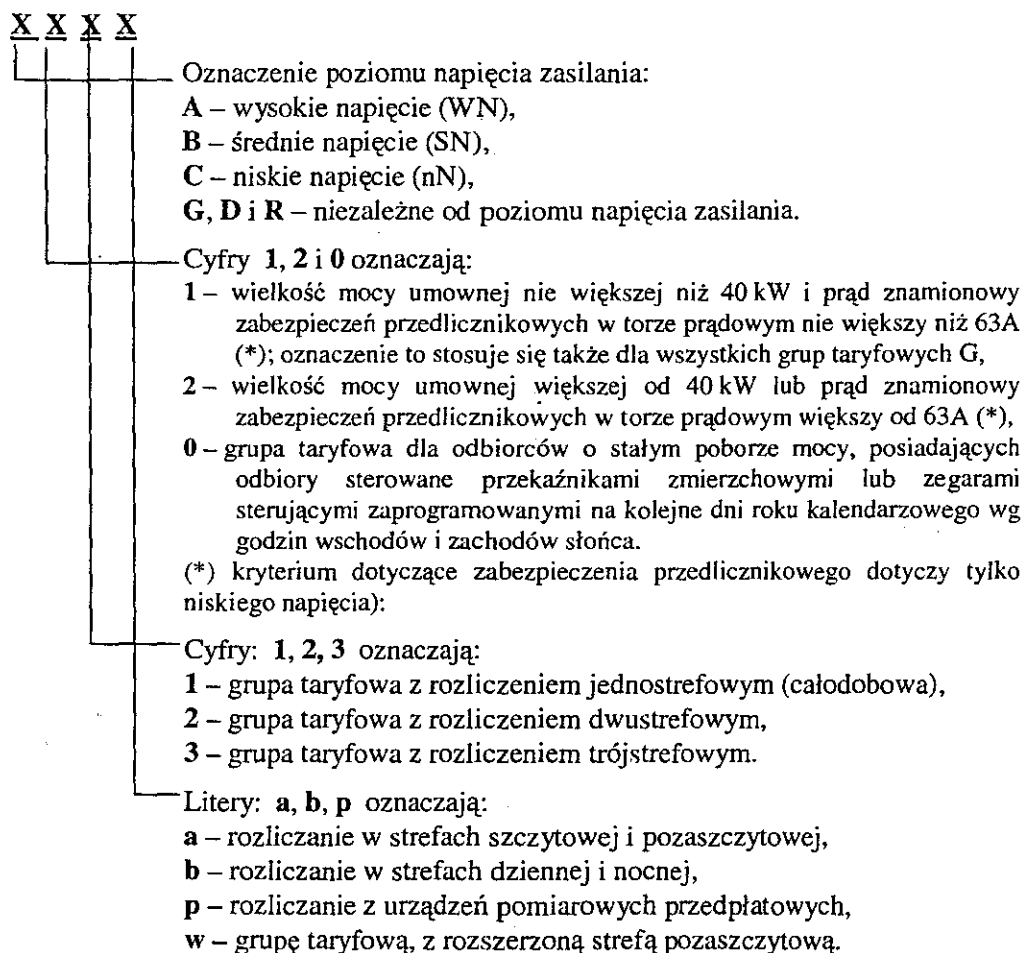 X X X X
Oznaczenie poziomu napięcia zasilania:
A – wysokie napięcie (WN),
B – średnie napięcie (SN),
C – niskie napięcie (nN),
G, D i R – niezależne od poziomu napięcia zasilania.
Cyfry 1, 2 i 0 oznaczają:
1 – wielkość mocy umownej nie większej niż 40 kW i prąd znamionowy
zabezpieczeń przedlicznikowych w torze prądowym nie większy niż 63A
(*); oznaczenie to stosuje się także dla wszystkich grup taryfowych G,
2 – wielkość mocy umownej większej od 40 kW lub prąd znamionowy
zabezpieczeń przedlicznikowych w torze prądowym większy od 63A (*),
0 – grupa taryfowa dla odbiorców o stałym poborze mocy, posiadających
odbiory sterowane przekaźnikami zmierzchowymi lub zegarami
sterującymi zaprogramowanymi na kolejne dni roku kalendarzowego wg
godzin wschodów i zachodów słońca.
(*) kryterium dotyczące zabezpieczenia przedlicznikowego dotyczy tylko
niskiego napięcia):
Cyfry: 1, 2, 3 oznaczają:
1 – grupa taryfowa z rozliczeniem jednostrefowym (całodobowa),
2 – grupa taryfowa z rozliczeniem dwustrefowym,
3 – grupa taryfowa z rozliczeniem trójstrefowym.
Litery: a, b, p oznaczają:
a – rozliczanie w strefach szczytowej i pozaszczytowej,
b – rozliczanie w strefach dziennej i nocnej,
p – rozliczanie z urządzeń pomiarowych przedpłatowych,
w – grupę taryfową, z rozszerzoną strefą pozaszczytową.